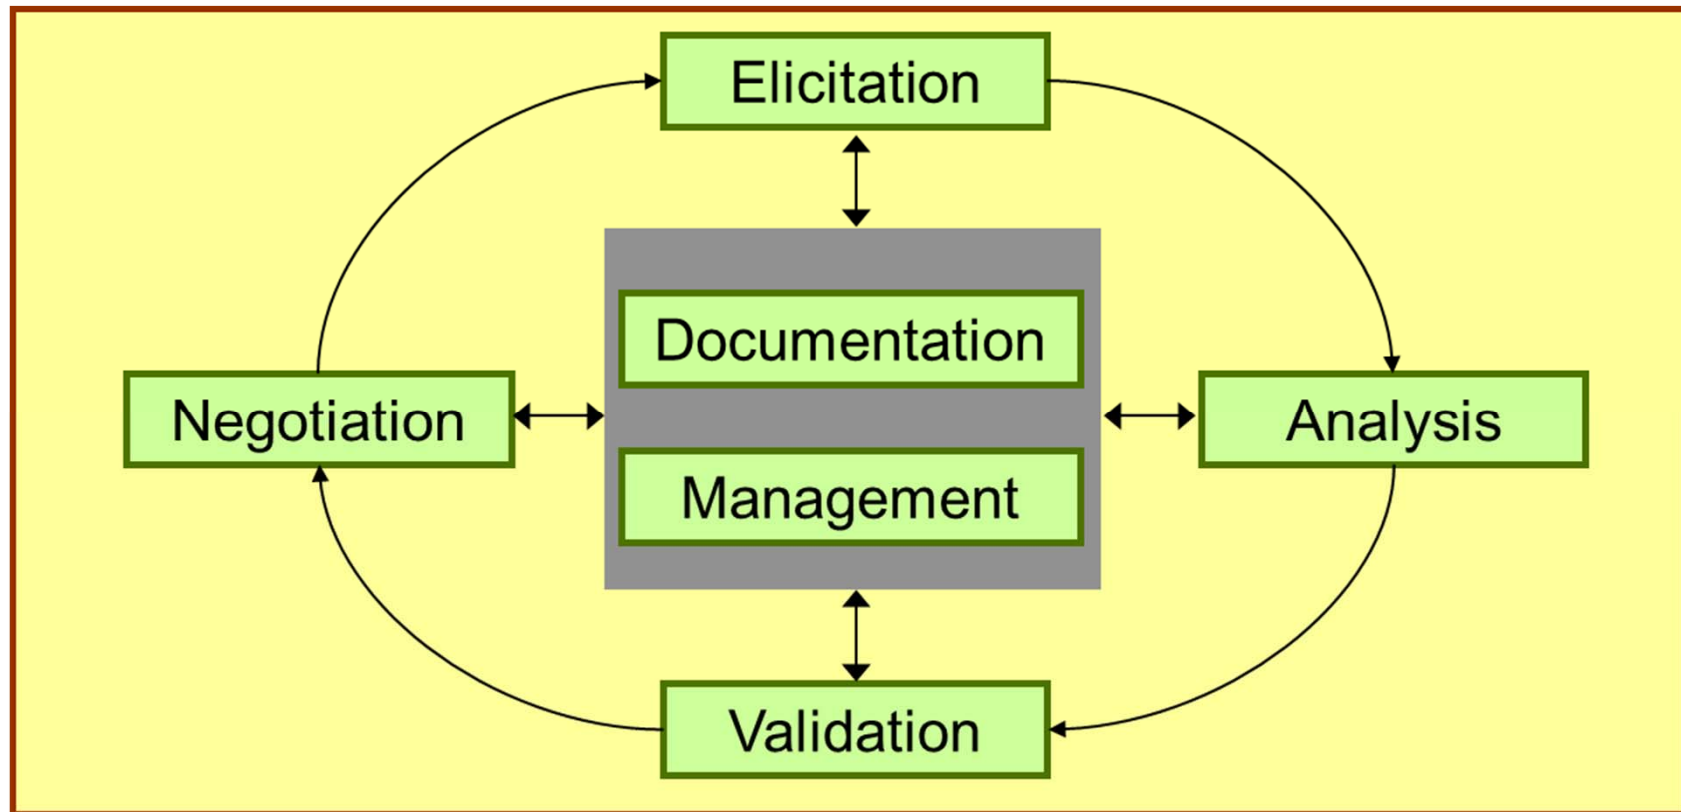 Elicitation
Documentation
Negotiation
Analysis
Management
Validation